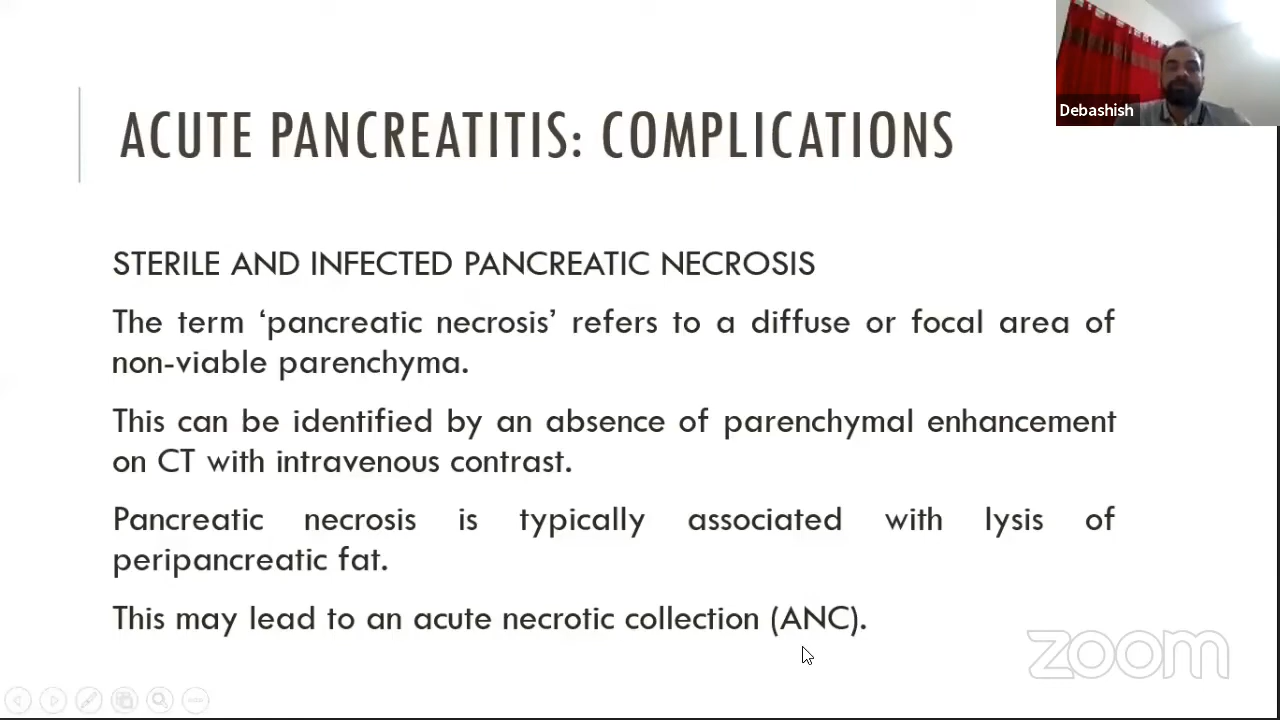 Debashish
ACUTE PANCREATITIS: COMPLICATIONS
STERILE AND INFECTED PANCREATIC NECROSIS
The term ‘pancreatic necrosis’ refers to a diffuse or focal area of
non-viable parenchyma.
This can be identified by an absence of parenchymal enhancement
on CT with intravenous contrast.
Pancreatic necrosis is typically associated with lysis of
peripancreatic fat.
This may lead to an acute necrotic collection (ANC).
zoom